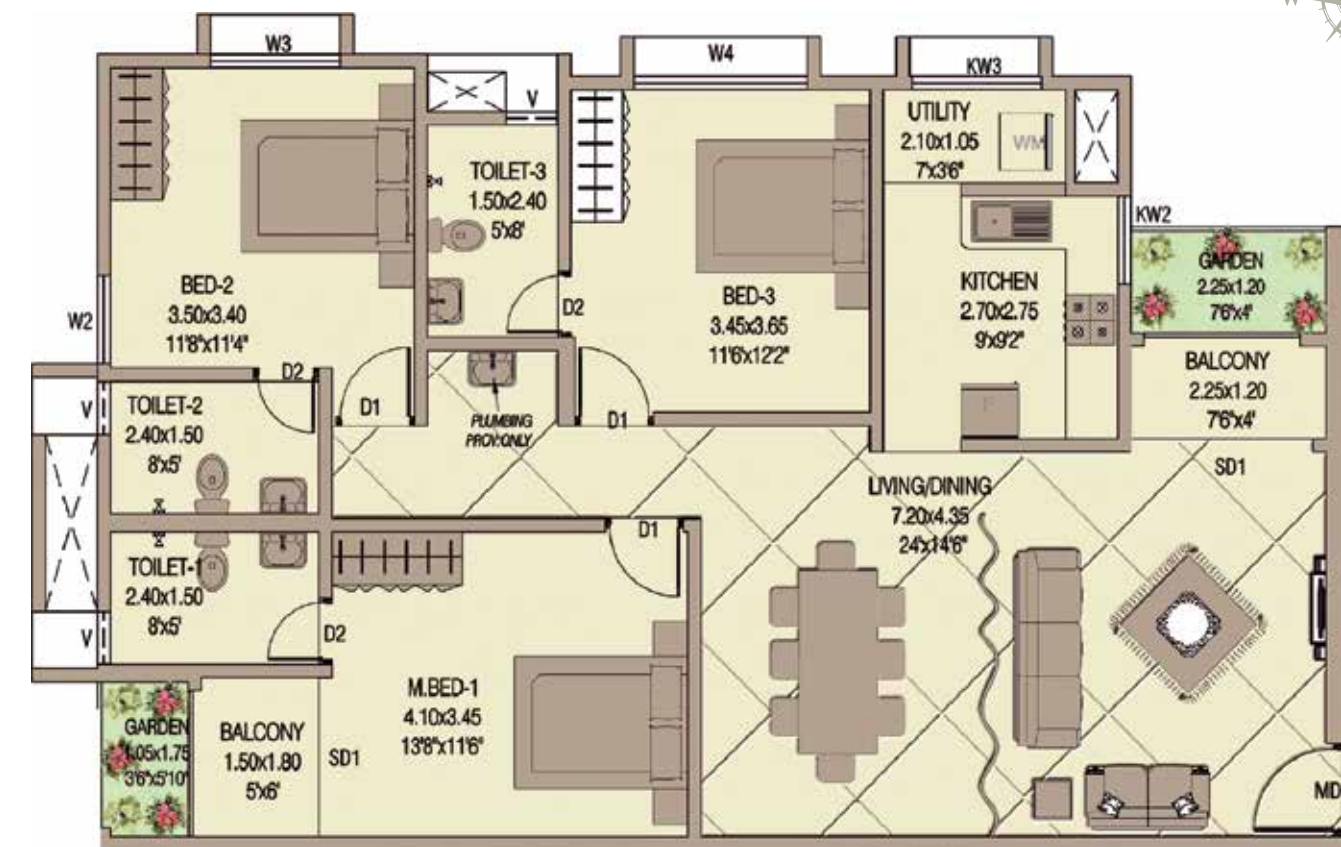 W
W3
W4
KW3
UTILITY
2.10x1.05
7'x3'6"
WM
V
TOILET-3
1.50x2.40
5'x8'
KW2
GARDEN
2.25x1.20
7'6"x4'
BED-2
3.50x3.40
11'8"x11'4"
D2
BED-3
3.45x3.65
11'6"x12'2"
KITCHEN
2.70x2.75
9'x9'2"
W2
BALCONY
2.25x1.20
7'6"x4'
D2
V
TOILET-2
2.40x1.50
8'x5'
D1
PLUMBING
PROV.ONLY
D1
F
SD1
LIVING/DINING
7.20x4.35
24'x14'6"
D1
TOILET-1
2.40x1.50
8'x5'
V
D2
M.BED-1
4.10x3.45
13'8"x11'6"
GARDEN
1.05x1.75
3'6"x5'10"
BALCONY
1.50x1.80
5'x6'
SD1
MD